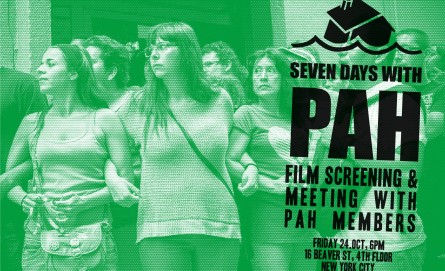 SEVEN DAYS WITH
PAH
FILM SCREENING &
MEETING WITH
PAH MEMBERS
FRIDAY 24.OCT, 6PM
16 BEAVER ST, 4TH FLOOR
NEW YORK CITY